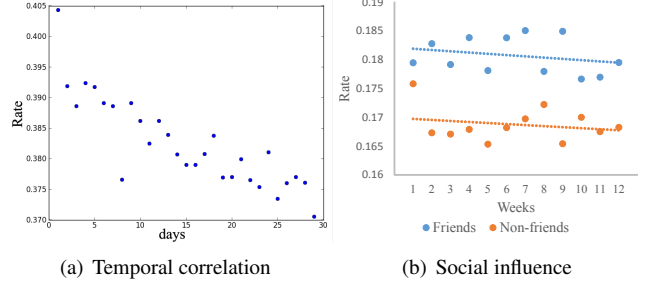 0.405
0.400
0.395
0.390
0.385
0.380
0.375
0.370
Rate
0 5 10 15 20 25 30
days
(a) Temporal correlation
0.19
0.185
0.18
0.175
0.17
0.165
0.16
Rate
1 2 3 4 5 6 7 8 9 10 11 12
Weeks
Friends Non-friends
(b) Social influence